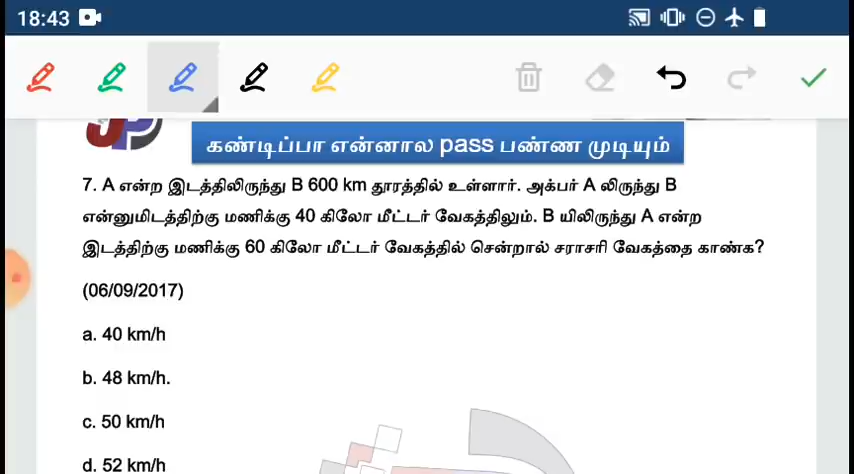 18:43
JP
கண்டிப்பா என்னால pass பண்ண முடியும்
7. A என்ற இடத்திலிருந்து B 600 km தூரத்தில் உள்ளார். அக்பர் A லிருந்து B
என்னுமிடத்திற்கு மணிக்கு 40 கிலோ மீட்டர் வேகத்திலும். B யிலிருந்து A என்ற
இடத்திற்கு மணிக்கு 60 கிலோ மீட்டர் வேகத்தில் சென்றால் சராசரி வேகத்தை காண்க?
(06/09/2017)
a. 40 km/h
b. 48 km/h.
c. 50 km/h
d. 52 km/h